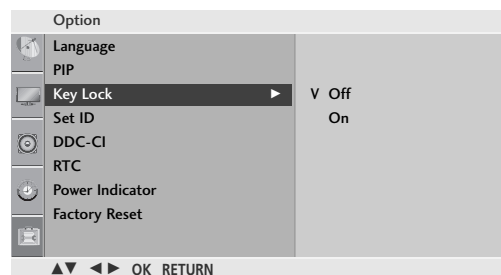 Option
Language
PIP
Key Lock ► V Off
Set ID On
DDC-CI
RTC
Power Indicator
Factory Reset
▲▼ ◄► OK RETURN